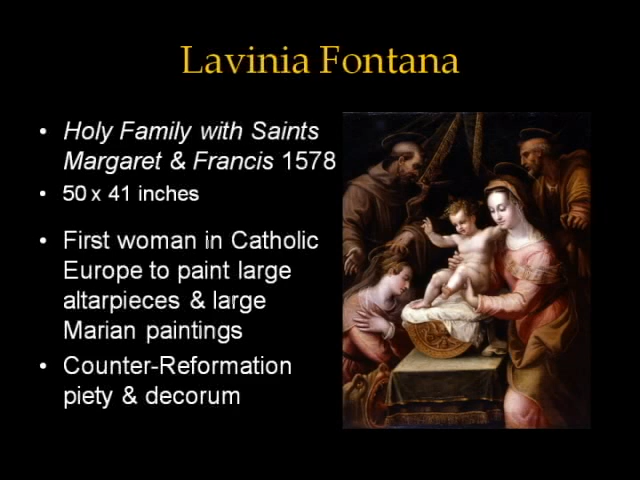 Lavinia Fontana
• Holy Family with Saints
Margaret & Francis 1578
• 50 x 41 inches
• First woman in Catholic
Europe to paint large
altarpieces & large
Marian paintings
• Counter-Reformation
piety & decorum